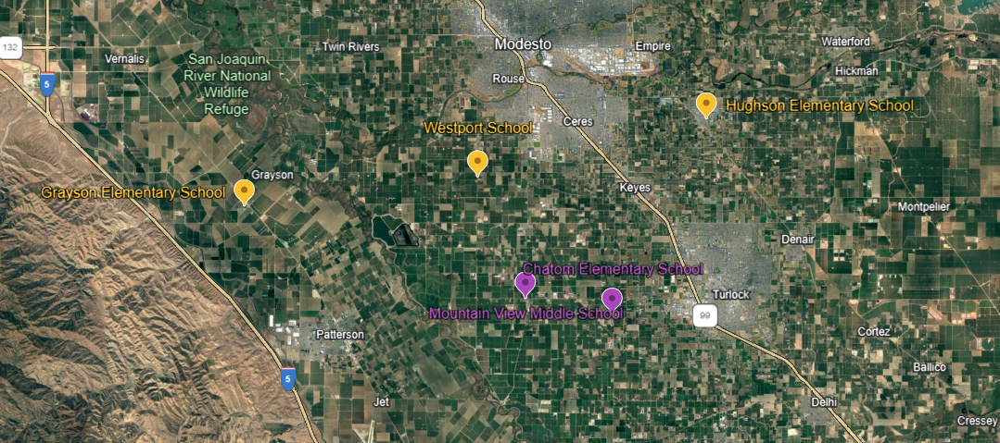 Modesto
Twin Rivers
Empire
Waterford
132
Vernalis
San Joaquin
River National
Wildlife
Refuge
Hickman
5
Rouse
Hughson Elementary School
Ceres
Westport School
Grayson
Grayson Elementary School
Keyes
Montpelier
Denair
Chatom Elementary School
Turlock
Mountain View Middle School
99
Patterson
Cortez
Ballico
5
Jet
Delhi
Cressey